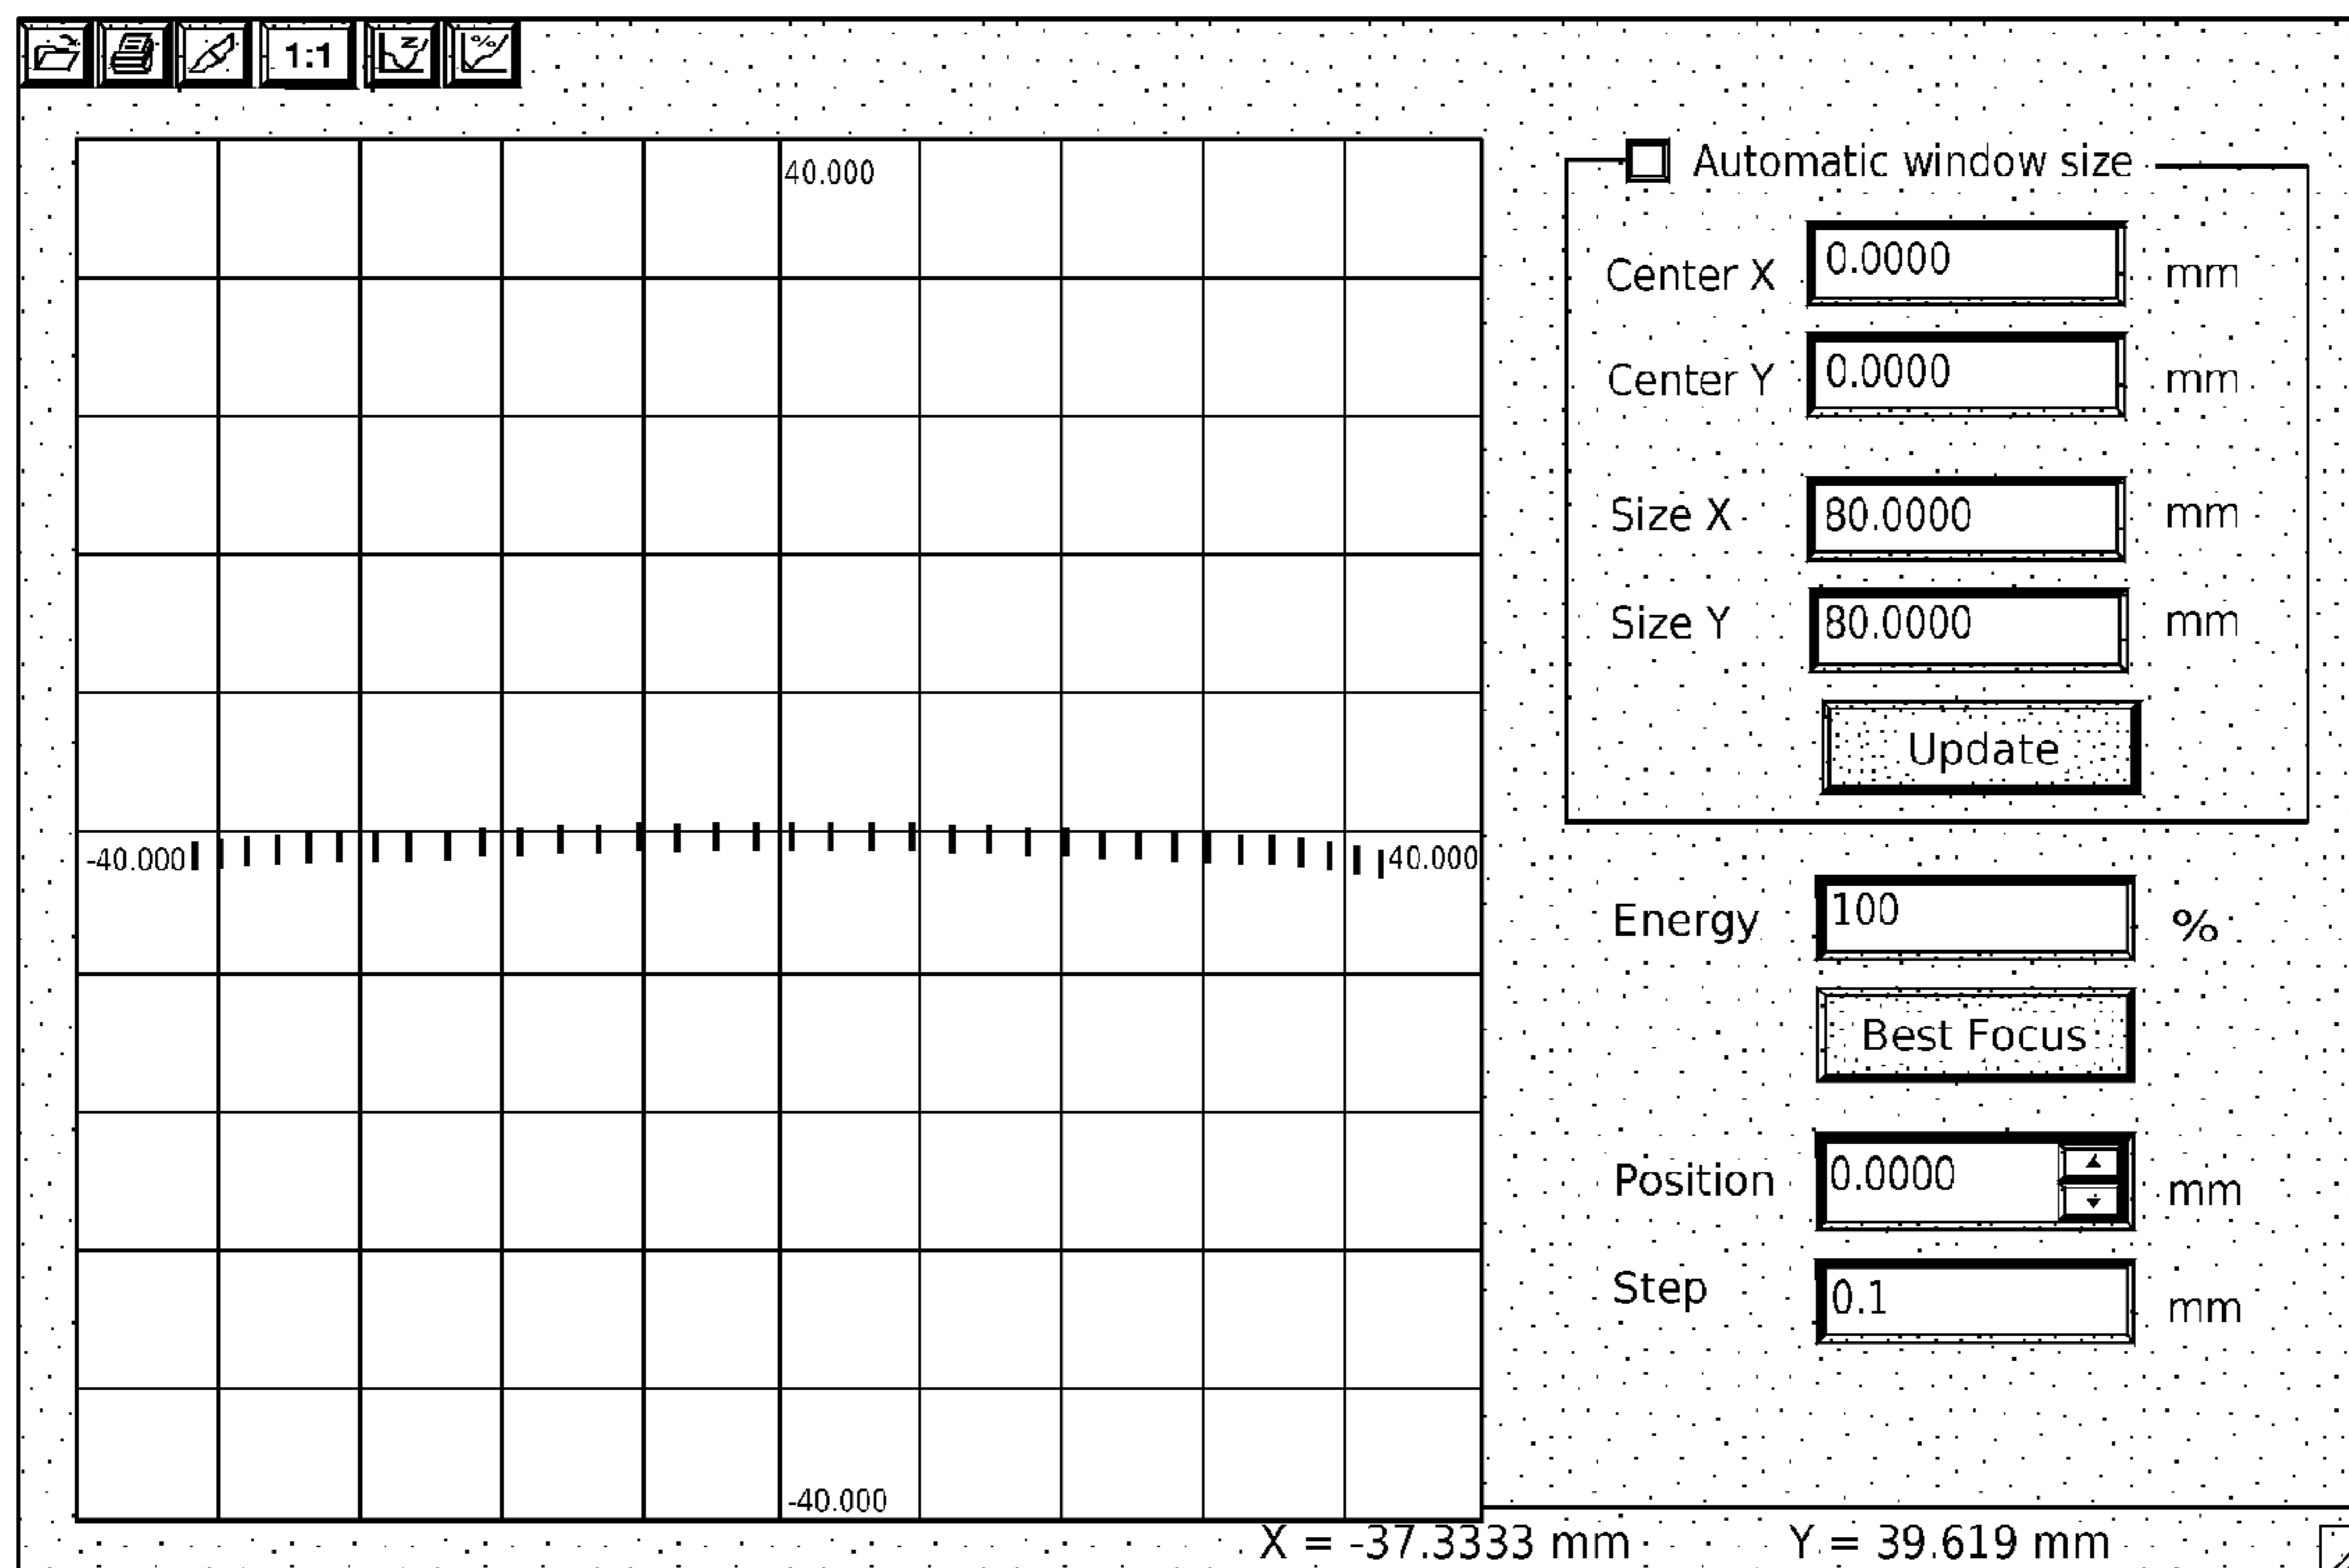 1:1
Z
%
40.000
-40.000
40.000
-40.000
Automatic window size
Center X 0.0000 mm
Center Y 0.0000 mm
Size X 80.0000 mm
Size Y 80.0000 mm
Update
Energy 100 %
Best Focus
Position 0.0000 mm
Step 0.1 mm
X = -37.3333 mm Y = 39.619 mm